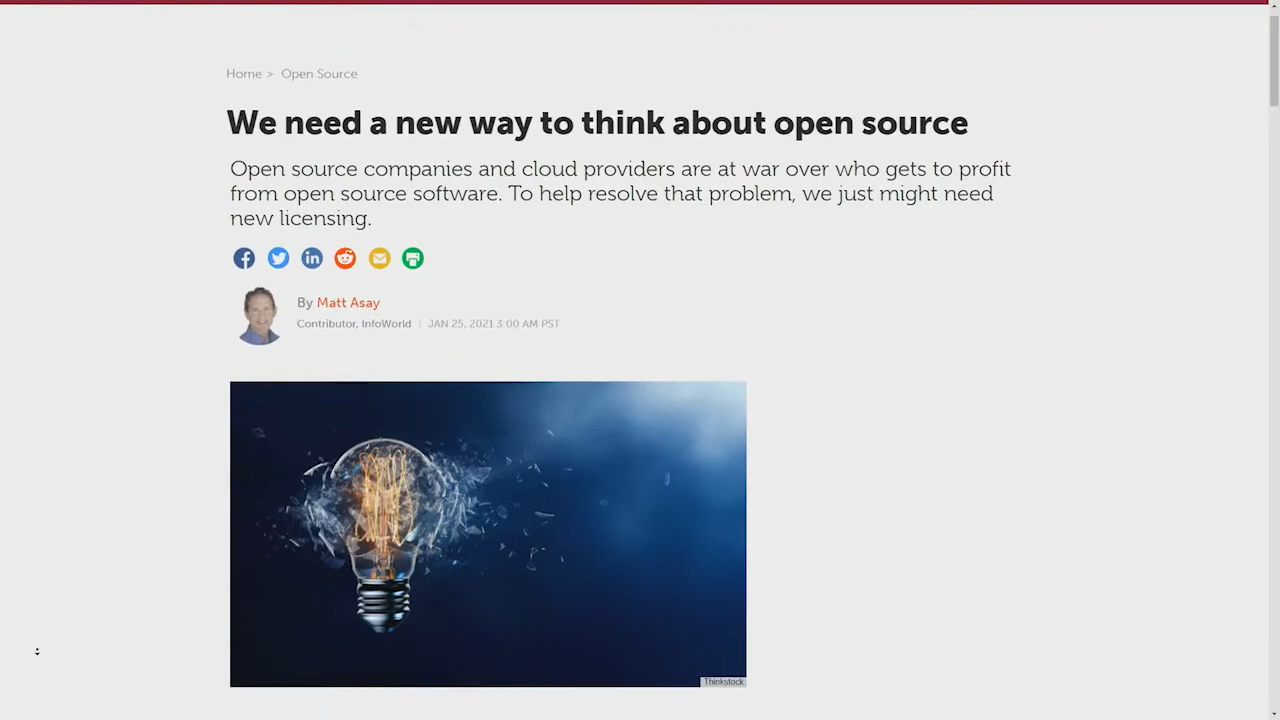 Home > Open Source
We need a new way to think about open source
Open source companies and cloud providers are at war over who gets to profit
from open source software. To help resolve that problem, we just might need
new licensing.
By Matt Asay
Contributor, InfoWorld | JAN 25, 2021 3:00 AM PST
Thinkstock